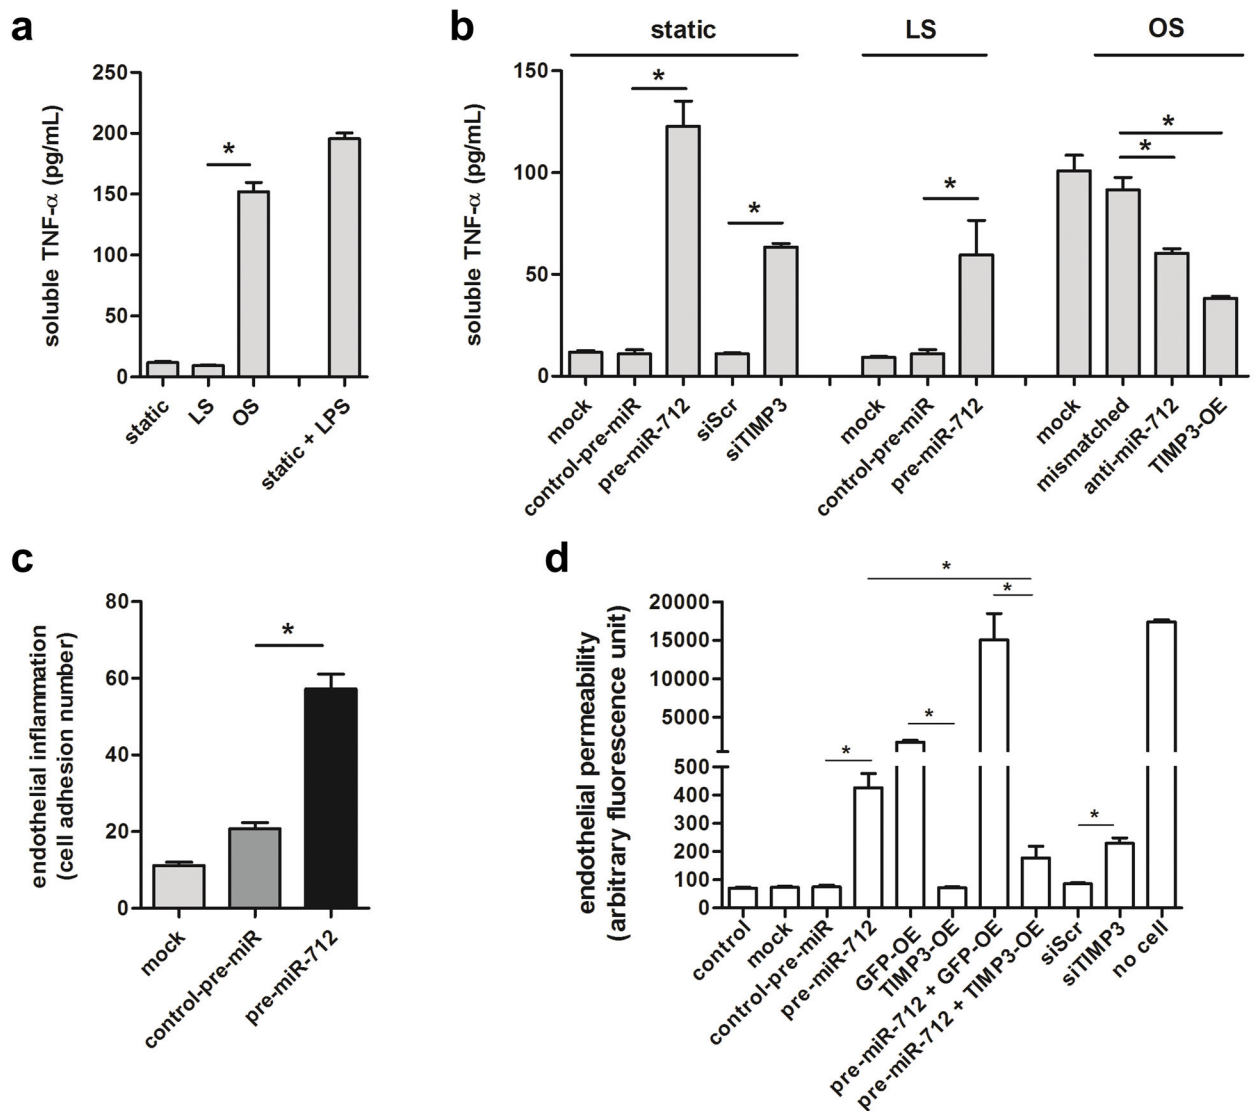 a
soluble TNF-α (pg/mL)
250
200
150
100
50
0
*
static
LS
OS
static + LPS
b
static
LS
OS
soluble TNF-α (pg/mL)
150
100
50
0
*
*
*
*
*
mock
control-pre-miR
pre-miR-712
siScr
siTIMP3
mock
control-pre-miR
pre-miR-712
mock
mismatched
anti-miR-712
TIMP3-OE
c
endothelial inflammation
(cell adhesion number)
80
60
40
20
0
*
mock
control-pre-miR
pre-miR-712
d
endothelial permeability
(arbitrary fluorescence unit)
20000
15000
10000
5000
500
400
300
200
100
0
*
*
*
*
*
control
mock
control-pre-miR
pre-miR-712
GFP-OE
TIMP3-OE
pre-miR-712 + GFP-OE
pre-miR-712 + TIMP3-OE
siScr
siTIMP3
no cell